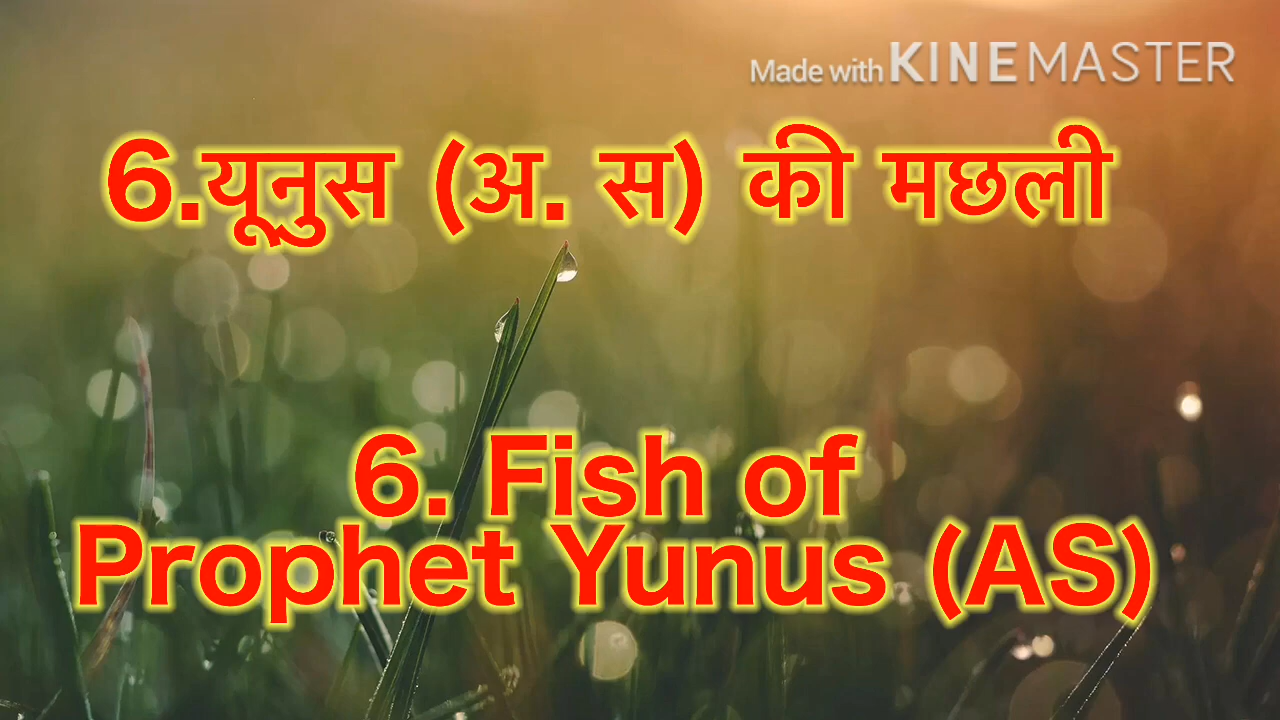 Made with KINEMASTER
6.यूनुस (अ. स) की मछली
6. Fish of
Prophet Yunus (AS)